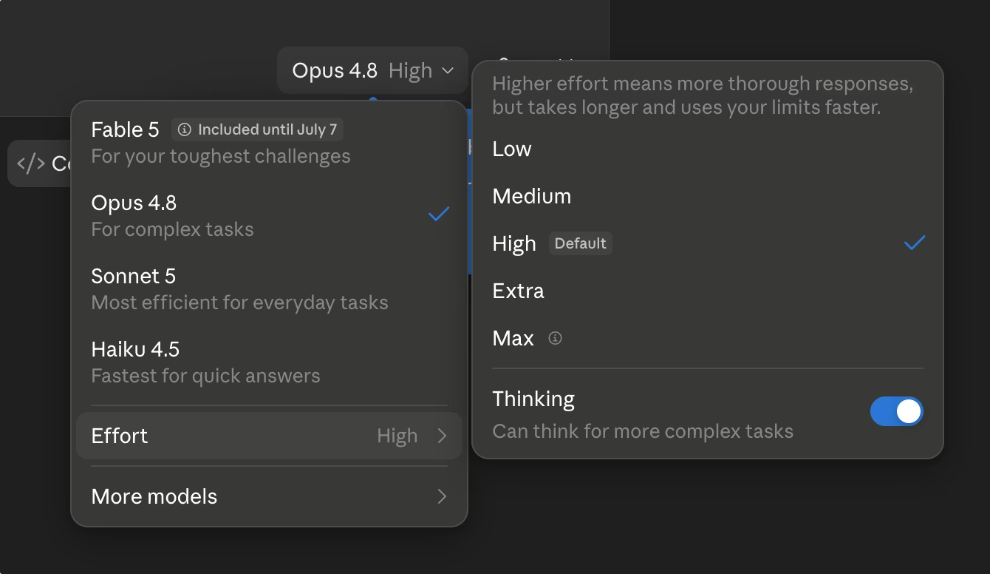 Opus 4.8 High
Fable 5 Included until July 7
For your toughest challenges
Opus 4.8
For complex tasks
Sonnet 5
Most efficient for everyday tasks
Haiku 4.5
Fastest for quick answers
Effort High
More models
</> Co
Higher effort means more thorough responses,
but takes longer and uses your limits faster.
Low
Medium
High Default
Extra
Max
Thinking
Can think for more complex tasks